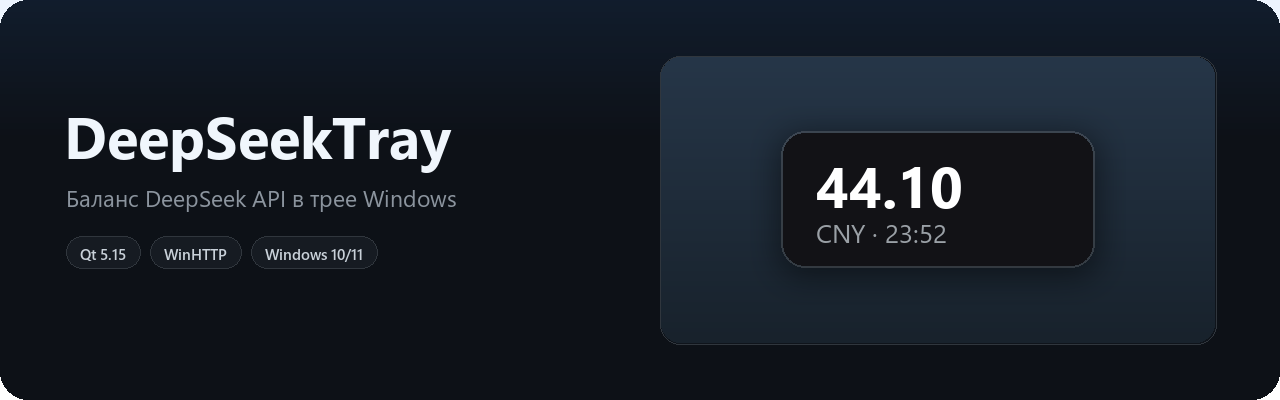 DeepSeekTray
Баланс DeepSeek API в трее Windows
Qt 5.15 WinHTTP Windows 10/11
44.10
CNY · 23:52